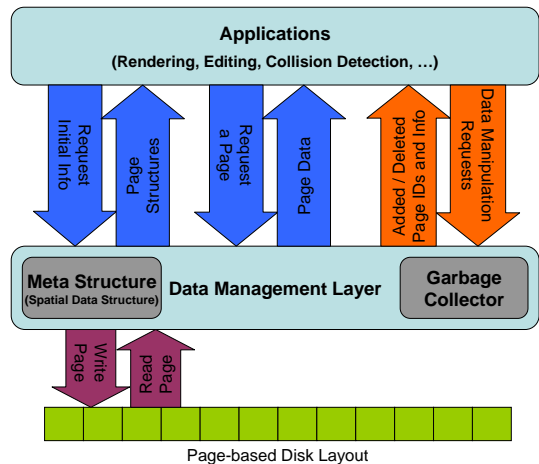 Applications
(Rendering, Editing, Collision Detection, …)
Request
Initial Info
Page
Structures
Request
a Page
Page Data
Added / Deleted
Page IDs and Info
Data Manipulation
Requests
Meta Structure
(Spatial Data Structure)
Data Management Layer
Garbage
Collector
Write
Page
Read
Page
Page-based Disk Layout